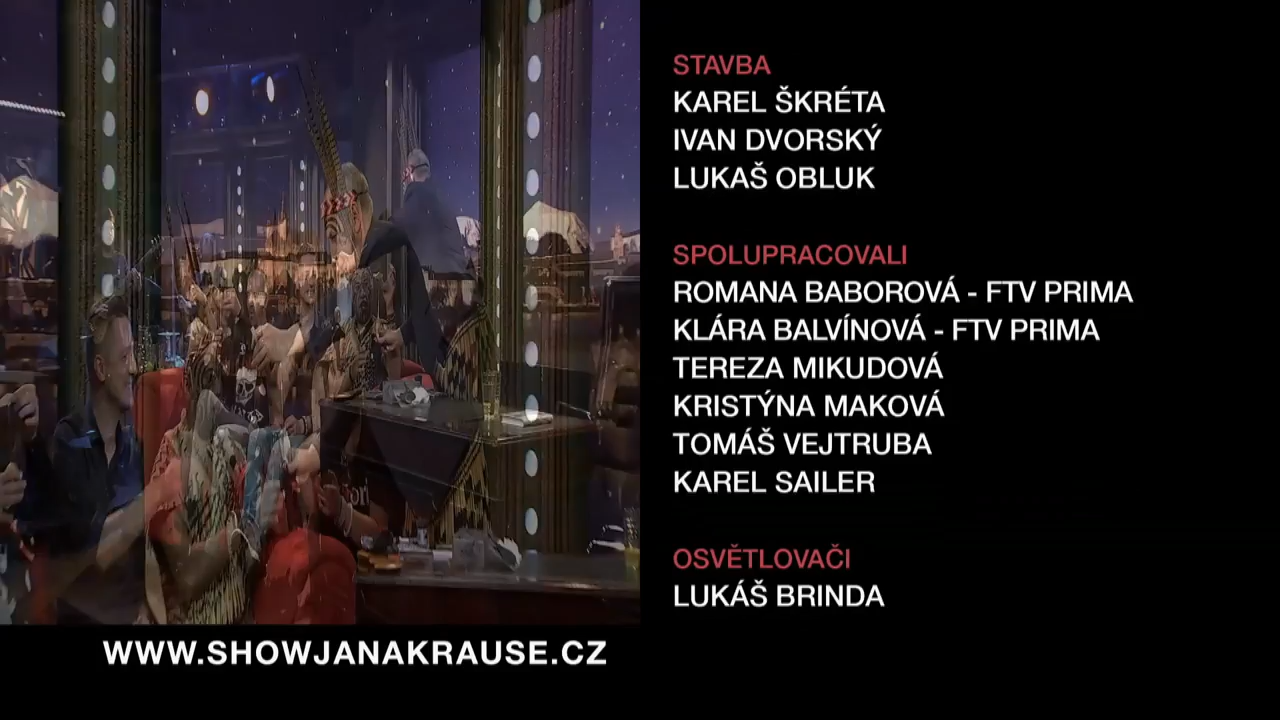 STAVBA
KAREL ŠKRÉTA
IVAN DVORSKÝ
LUKAŠ OBLUK
SPOLUPRACOVALI
ROMANA BABOROVÁ - FTV PRIMA
KLÁRA BALVÍNOVÁ - FTV PRIMA
TEREZA MIKUDOVÁ
KRISTÝNA MAKOVÁ
TOMÁŠ VEJTRUBA
KAREL SAILER
OSVĚTLOVAČI
LUKÁŠ BRINDA
WWW.SHOWJANAKRAUSE.CZ